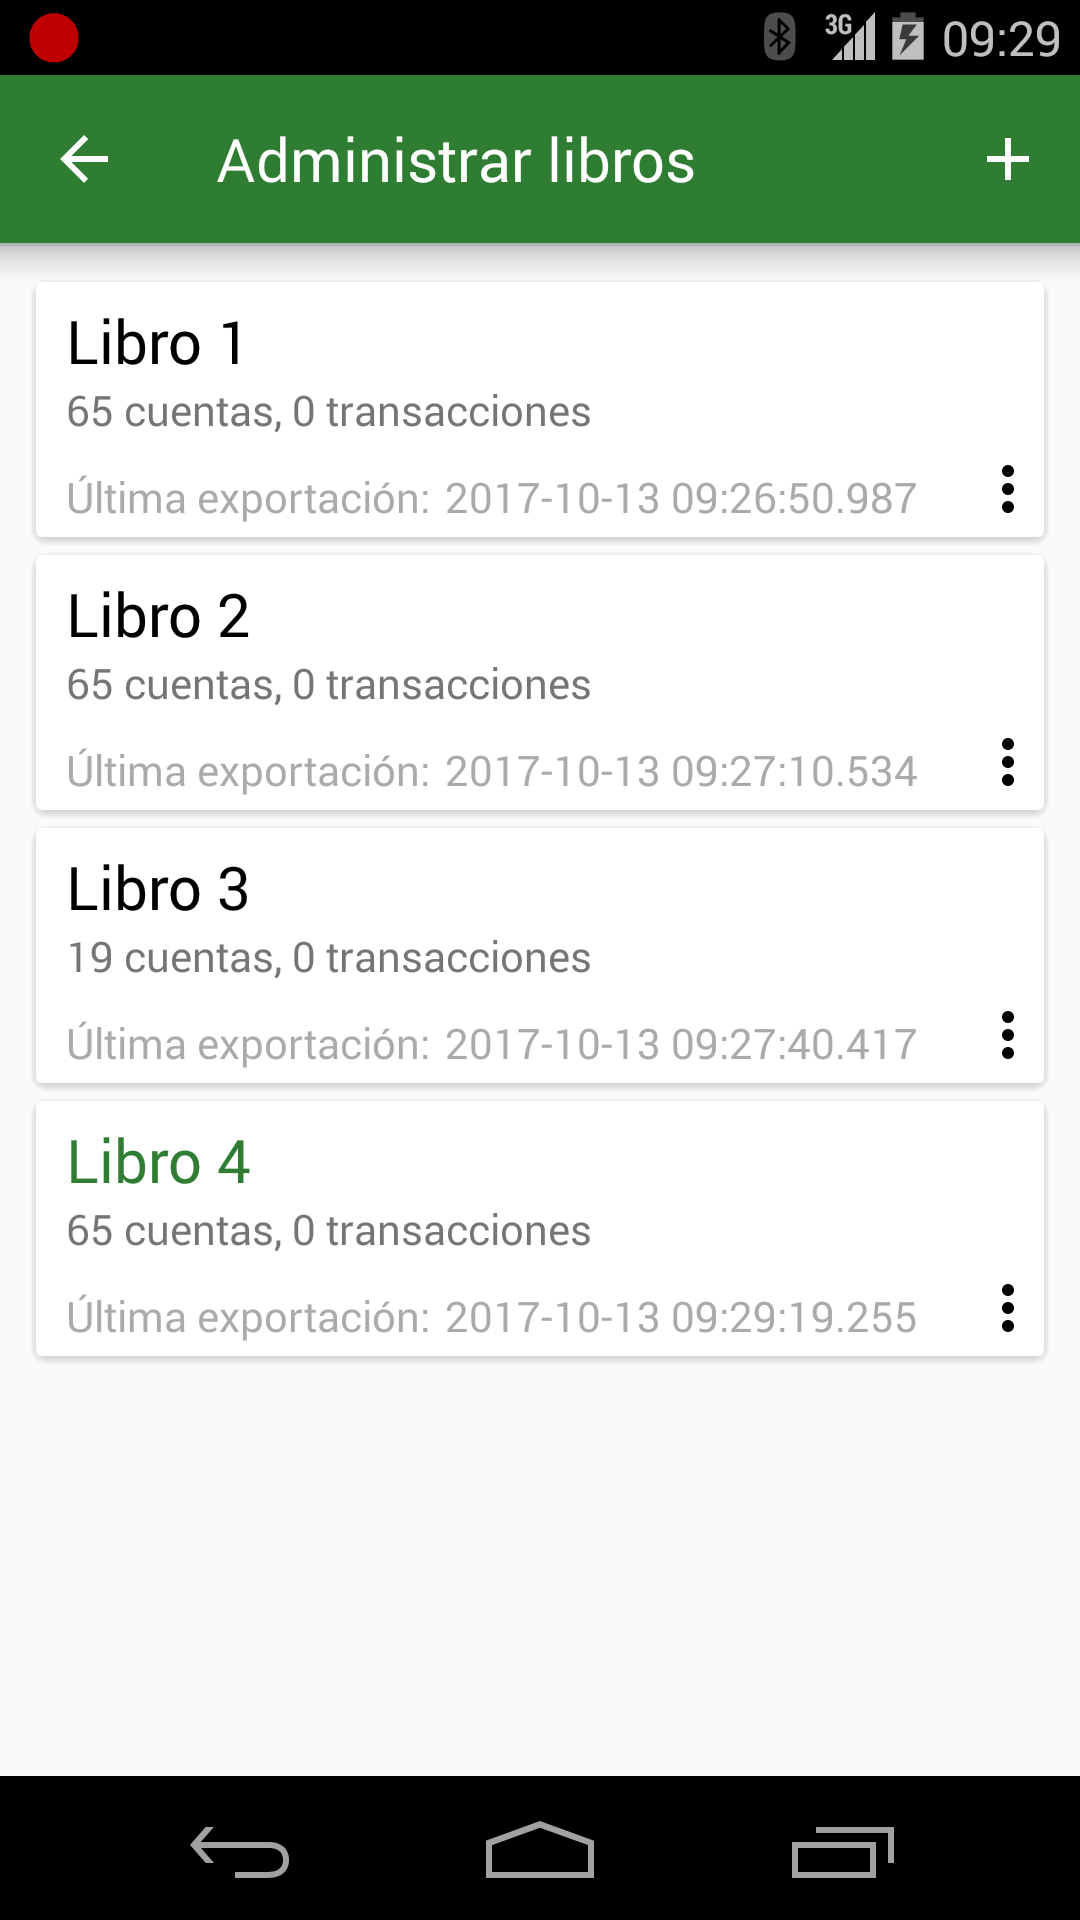 3G 09:29
Administrar libros
Libro 1
65 cuentas, 0 transacciones
Última exportación: 2017-10-13 09:26:50.987
Libro 2
65 cuentas, 0 transacciones
Última exportación: 2017-10-13 09:27:10.534
Libro 3
19 cuentas, 0 transacciones
Última exportación: 2017-10-13 09:27:40.417
Libro 4
65 cuentas, 0 transacciones
Última exportación: 2017-10-13 09:29:19.255